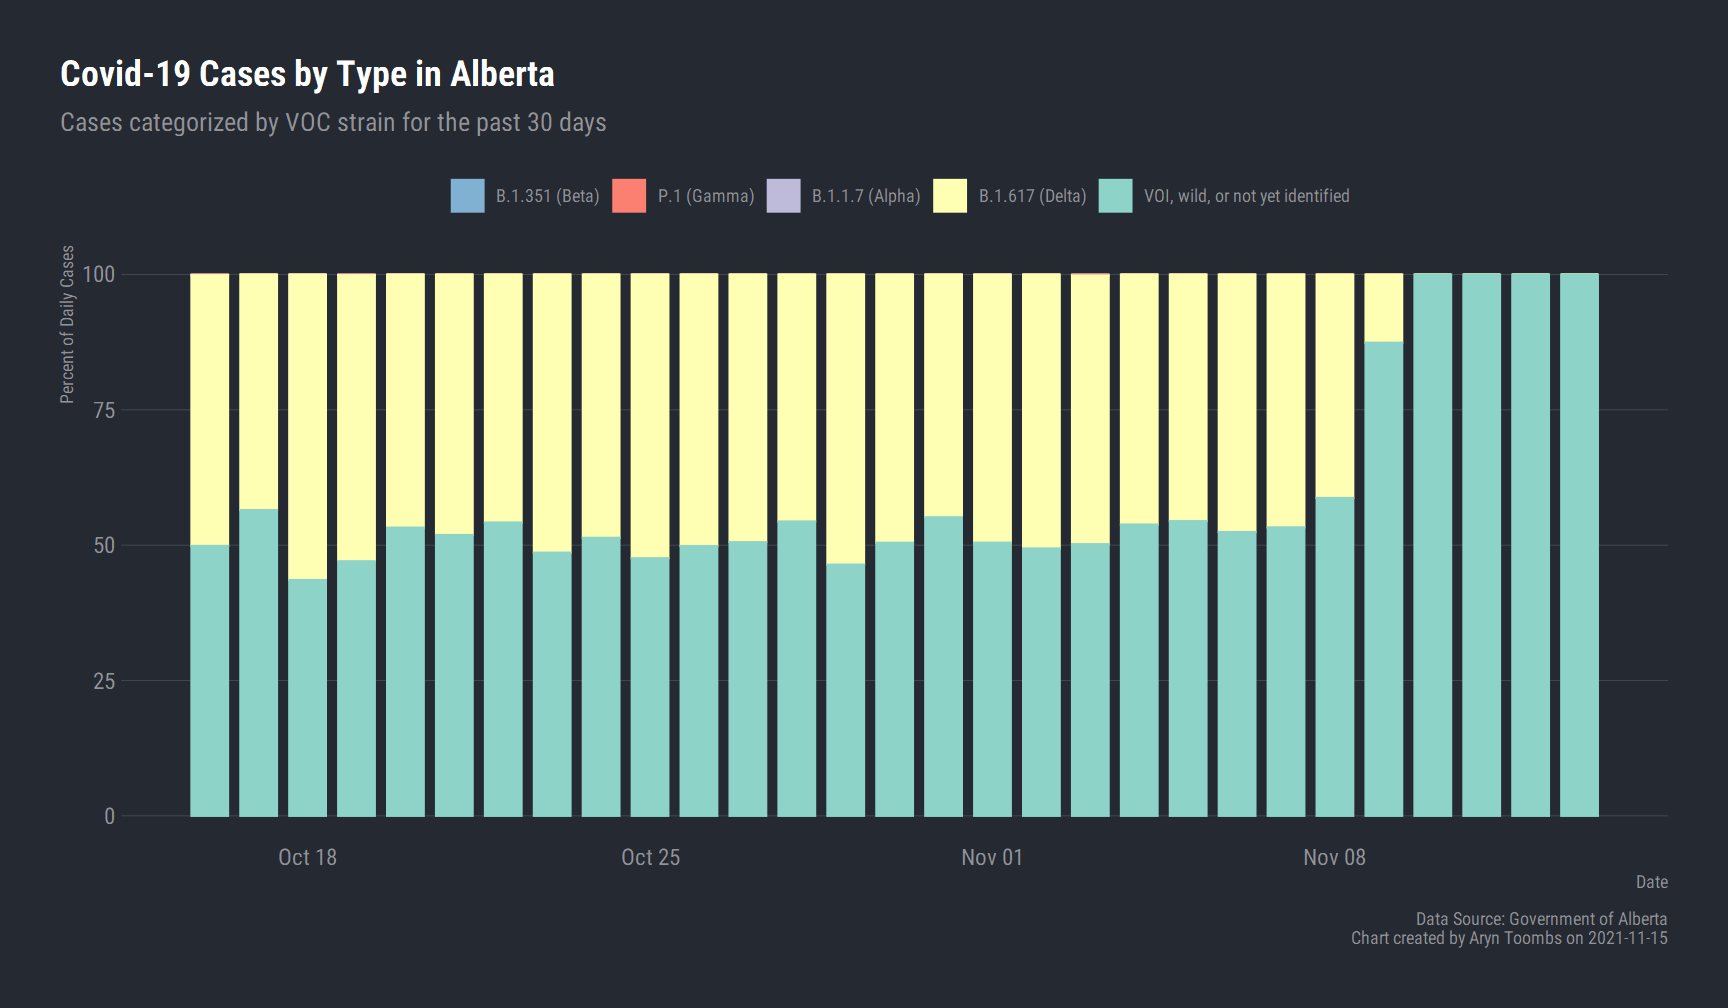 Covid-19 Cases by Type in Alberta
Cases categorized by VOC strain for the past 30 days
B.1.351 (Beta) P.1 (Gamma) B.1.1.7 (Alpha) B.1.617 (Delta) VOI, wild, or not yet identified
Percent of Daily Cases
100
75
50
25
0
Oct 18 Oct 25 Nov 01 Nov 08
Date
Data Source: Government of Alberta
Chart created by Aryn Toombs on 2021-11-15